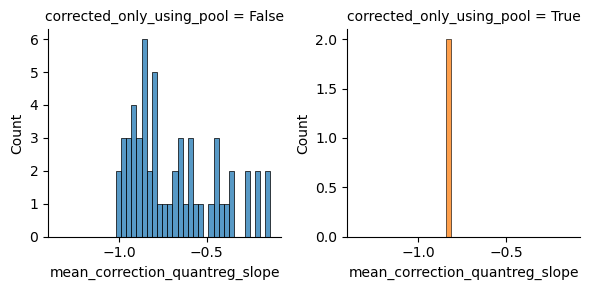 corrected_only_using_pool = False
6
5
4
3
2
1
0
Count
−1.0
−0.5
mean_correction_quantreg_slope
corrected_only_using_pool = True
2.0
1.5
1.0
0.5
0.0
Count
−1.0
−0.5
mean_correction_quantreg_slope